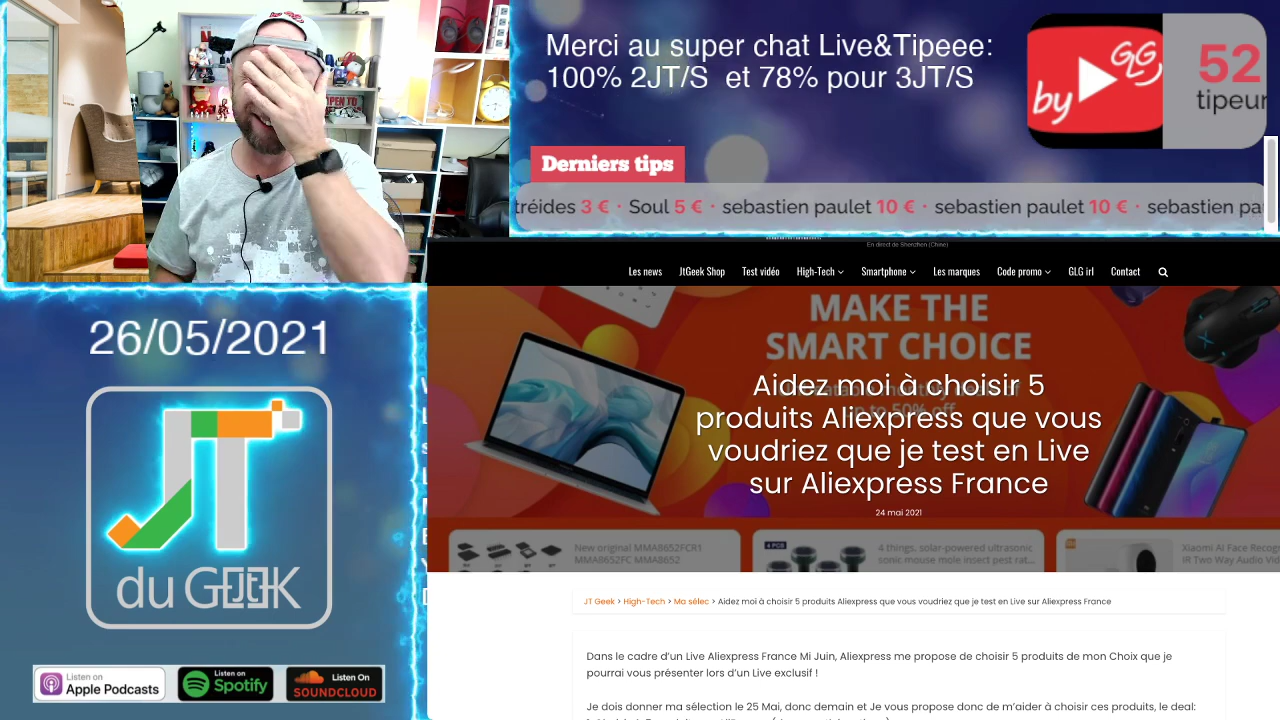 Merci au super chat Live&Tipeee:
100% 2JT/S et 78% pour 3JT/S
by GLG
52
tipeur
Derniers tips
tréides 3 € · Soul 5 € · sebastien paulet 10 € · sebastien paulet 10 € · sebastien pa
En direct de Shenzhen (Chine)
Les news JtGeek Shop Test vidéo High-Tech Smartphone Les marques Code promo GLG irl Contact
26/05/2021
JT
du GEEK
Listen on
Apple Podcasts
Listen on
Spotify
Listen On
SOUNDCLOUD
MAKE THE
SMART CHOICE
up to 50% off
Aidez moi à choisir 5
produits Aliexpress que vous
voudriez que je test en Live
sur Aliexpress France
24 mai 2021
New original MMA8652FCR1
MMA8652FC MMA8652
4 PCS
4 things, solar-powered ultrasonic
sonic mouse mole insect pest rat...
Xiaomi AI Face Recogn
IR Two Way Audio Vid
JT Geek > High-Tech > Ma sélec > Aidez moi à choisir 5 produits Aliexpress que vous voudriez que je test en Live sur Aliexpress France
Dans le cadre d'un Live Aliexpress France Mi Juin, Aliexpress me propose de choisir 5 produits de mon Choix que je
pourrai vous présenter lors d'un Live exclusif !
Je dois donner ma sélection le 25 Mai, donc demain et Je vous propose donc de m'aider à choisir ces produits, le deal: